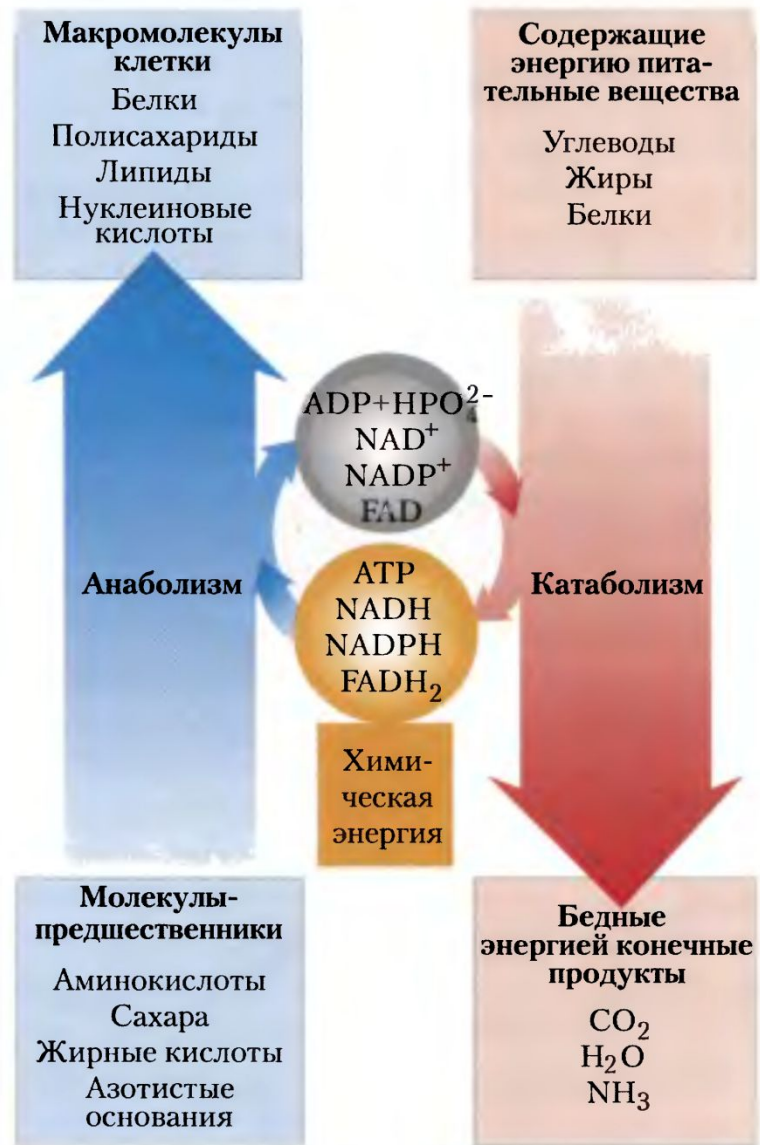 Макромолекулы
клетки
Белки
Полисахариды
Липиды
Нуклеиновые
кислоты
Содержащие
энергию пита-
тельные вещества
Углеводы
Жиры
Белки
ADP+HPO₄²⁻
NAD⁺
NADP⁺
FAD
Анаболизм
ATP
NADH
NADPH
FADH₂
Катаболизм
Хими-
ческая
энергия
Молекулы-
предшественники
Аминокислоты
Сахара
Жирные кислоты
Азотистые
основания
Бедные
энергией конечные
продукты
CO₂
H₂O
NH₃